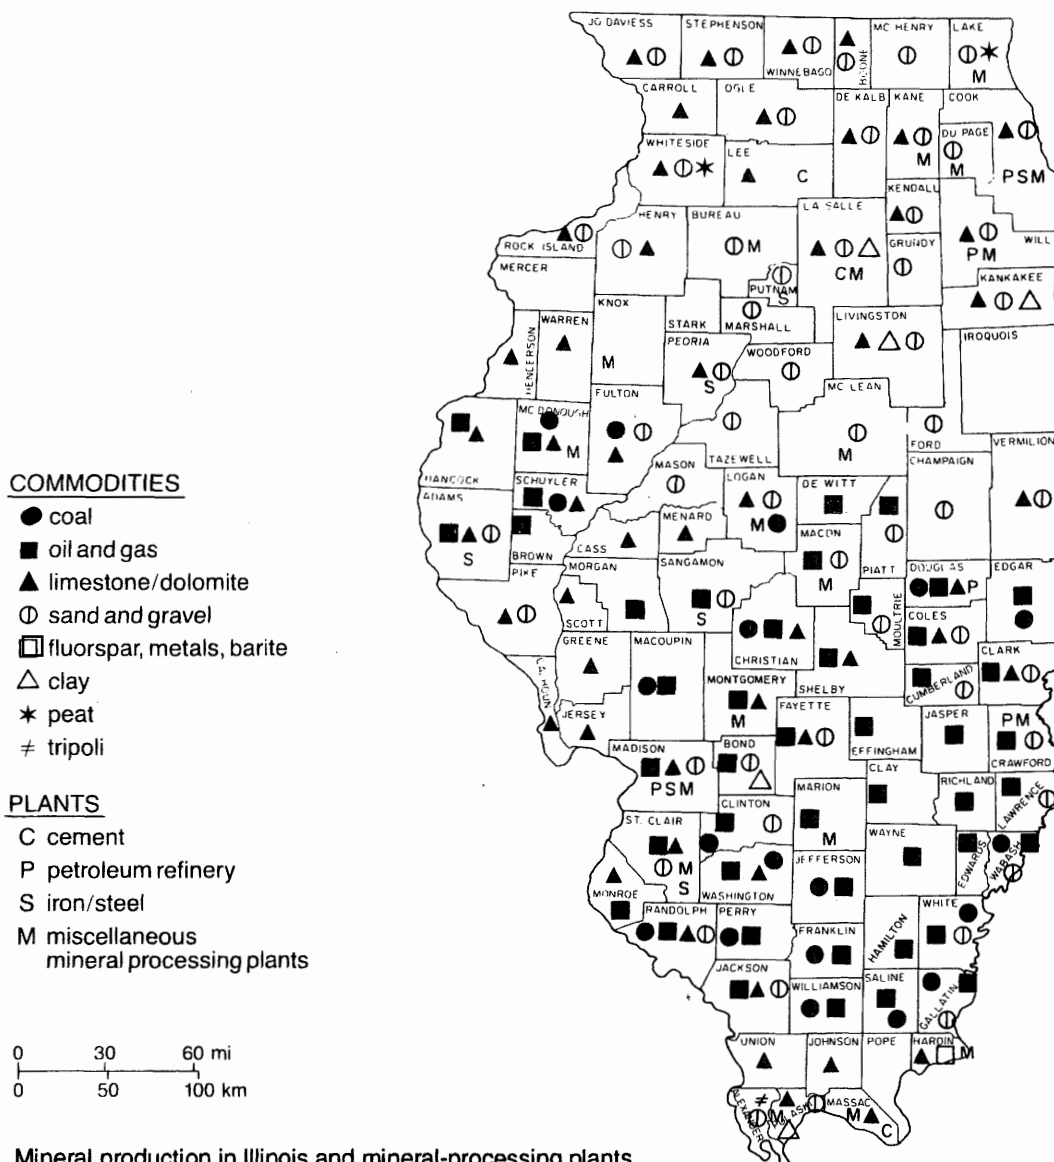 JO DAVIESS
STEPHENSON
WINNEBAGO
BOONE
MC HENRY
LAKE
M
CARROLL
OGLE
DE KALB
KANE
M
COOK
PSM
DU PAGE
M
WHITESIDE
LEE
C
KENDALL
ROCK ISLAND
HENRY
BUREAU
M
LA SALLE
CM
GRUNDY
WILL
PM
MERCER
PUTNAM
S
KANKAKEE
KNOX
M
STARK
MARSHALL
LIVINGSTON
IROQUOIS
HENDERSON
WARREN
PEORIA
S
WOODFORD
FULTON
MC LEAN
M
FORD
VERMILION
HANCOCK
MC DONOUGH
M
TAZEWELL
CHAMPAIGN
MASON
LOGAN
M
DE WITT
SCHUYLER
ADAMS
S
BROWN
CASS
MENARD
MACON
M
PIATT
DOUGLAS
P
EDGAR
PIKE
MORGAN
SANGAMON
S
SCOTT
MOULTRIE
COLES
GREENE
MACOUPIN
CHRISTIAN
SHELBY
CUMBERLAND
CLARK
CALHOUN
JERSEY
MONTGOMERY
M
FAYETTE
EFFINGHAM
JASPER
PM
CRAWFORD
MADISON
PSM
BOND
CLAY
RICHLAND
LAWRENCE
CLINTON
MARION
M
ST. CLAIR
M
S
WAYNE
EDWARDS
WABASH
MONROE
WASHINGTON
JEFFERSON
RANDOLPH
PERRY
FRANKLIN
HAMILTON
WHITE
JACKSON
WILLIAMSON
SALINE
GALLATIN
UNION
JOHNSON
POPE
HARDIN
M
ALEXANDER
M
PULASKI
MASSAC
M
C
COMMODITIES
coal
oil and gas
limestone/dolomite
sand and gravel
fluorspar, metals, barite
clay
peat
tripoli
PLANTS
C cement
P petroleum refinery
S iron/steel
M miscellaneous
mineral processing plants
0 30 60 mi
0 50 100 km
Mineral production in Illinois and mineral-processing plants